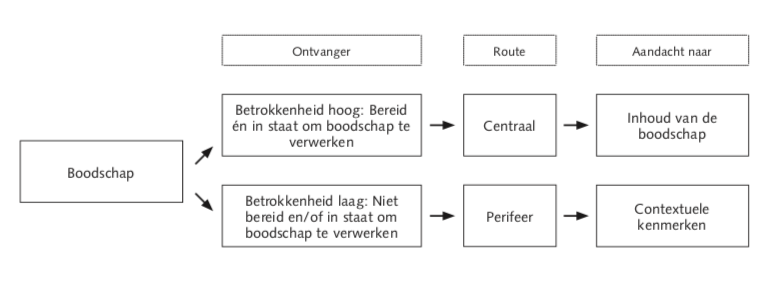 Ontvanger
Route
Aandacht naar
Boodschap
Betrokkenheid hoog: Bereid
én in staat om boodschap te
verwerken
Centraal
Inhoud van de
boodschap
Betrokkenheid laag: Niet
bereid en/of in staat om
boodschap te verwerken
Perifeer
Contextuele
kenmerken